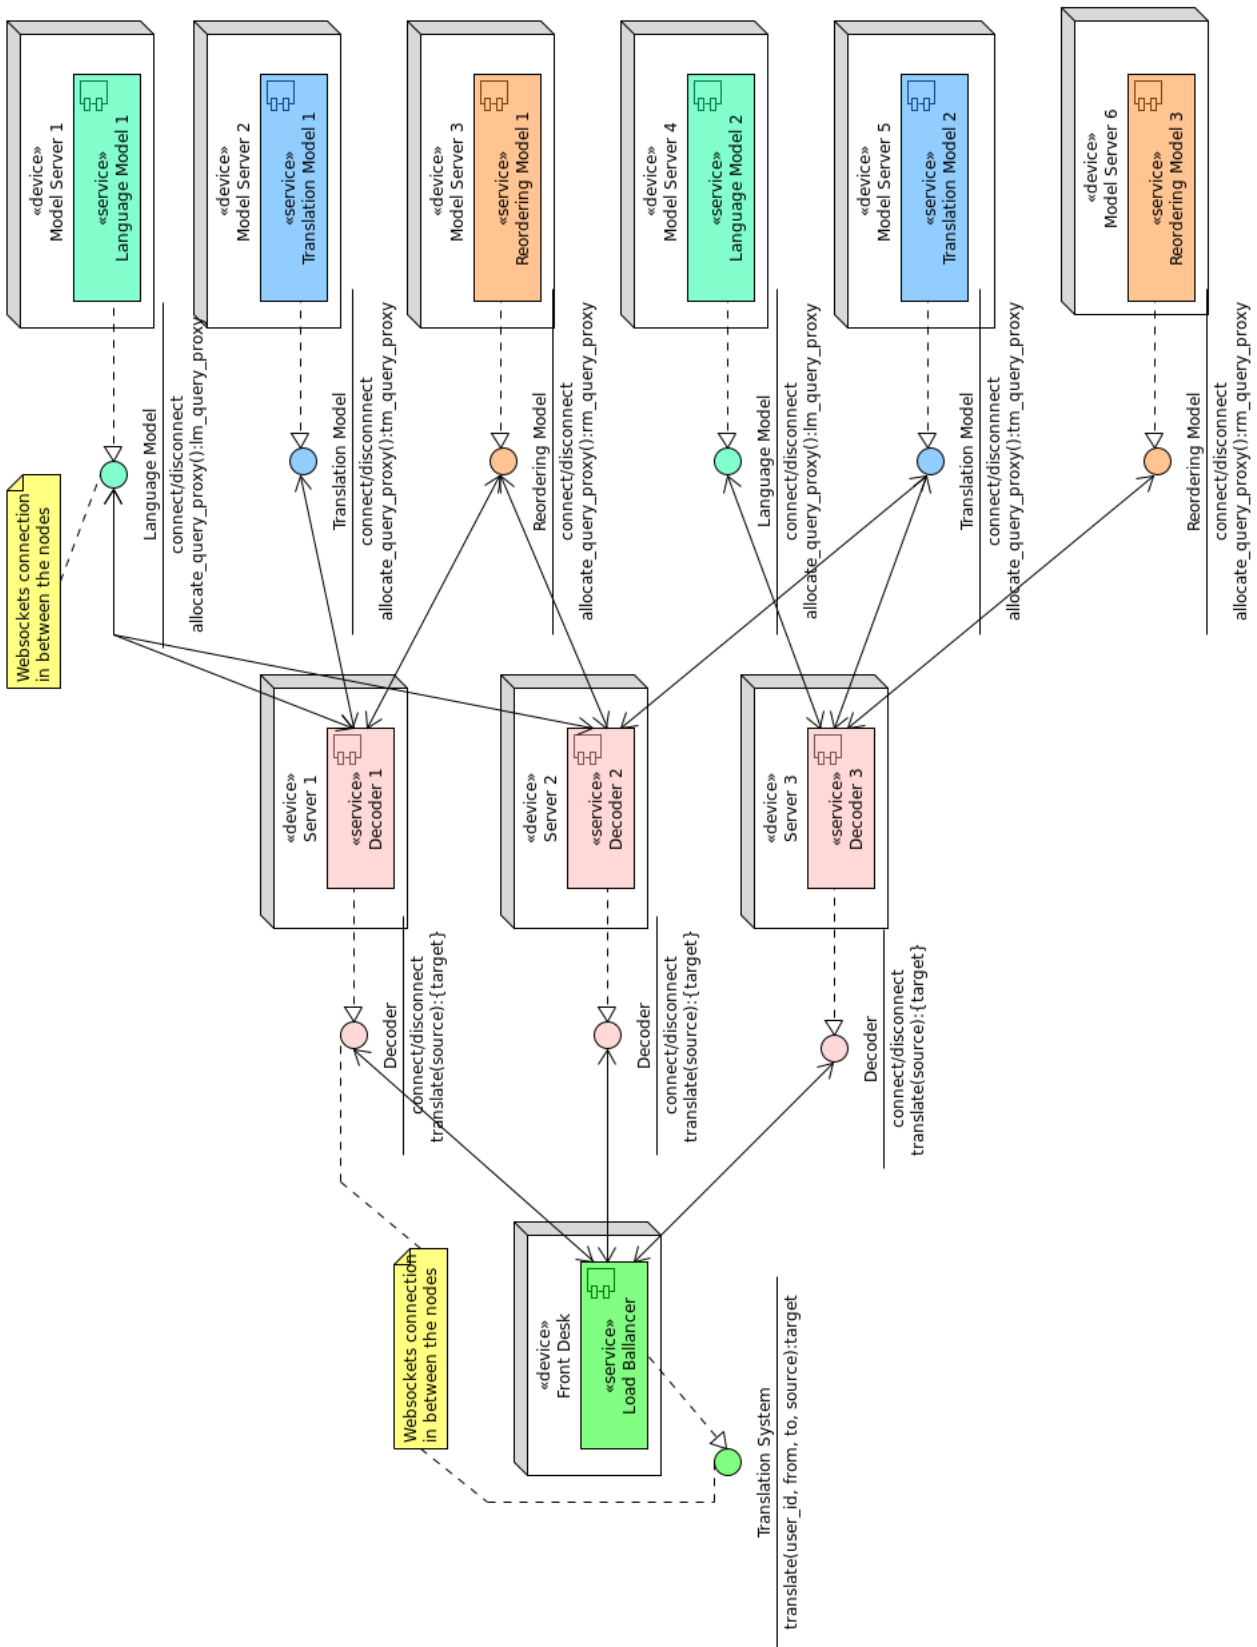 «device»
Model Server 1
«service»
Language Model 1
«device»
Model Server 2
«service»
Translation Model 1
«device»
Model Server 3
«service»
Reordering Model 1
«device»
Model Server 4
«service»
Language Model 2
«device»
Model Server 5
«service»
Translation Model 2
«device»
Model Server 6
«service»
Reordering Model 3
Websockets connection
in between the nodes
Language Model
connect/disconnect
allocate_query_proxy():lm_query_proxy
Translation Model
connect/disconnnect
allocate_query_proxy():tm_query_proxy
Reordering Model
connect/disconnect
allocate_query_proxy():rm_query_proxy
Language Model
connect/disconnect
allocate_query_proxy():lm_query_proxy
Translation Model
connect/disconnect
allocate_query_proxy():tm_query_proxy
Reordering Model
connect/disconnect
allocate_query_proxy():rm_query_proxy
«device»
Server 1
«service»
Decoder 1
«device»
Server 2
«service»
Decoder 2
«device»
Server 3
«service»
Decoder 3
Decoder
connect/disconnect
translate(source):{target}
Decoder
connect/disconnect
translate(source):{target}
Decoder
connect/disconnect
translate(source):{target}
Websockets connection
in between the nodes
«device»
Front Desk
«service»
Load Ballancer
Translation System
translate(user_id, from, to, source):target